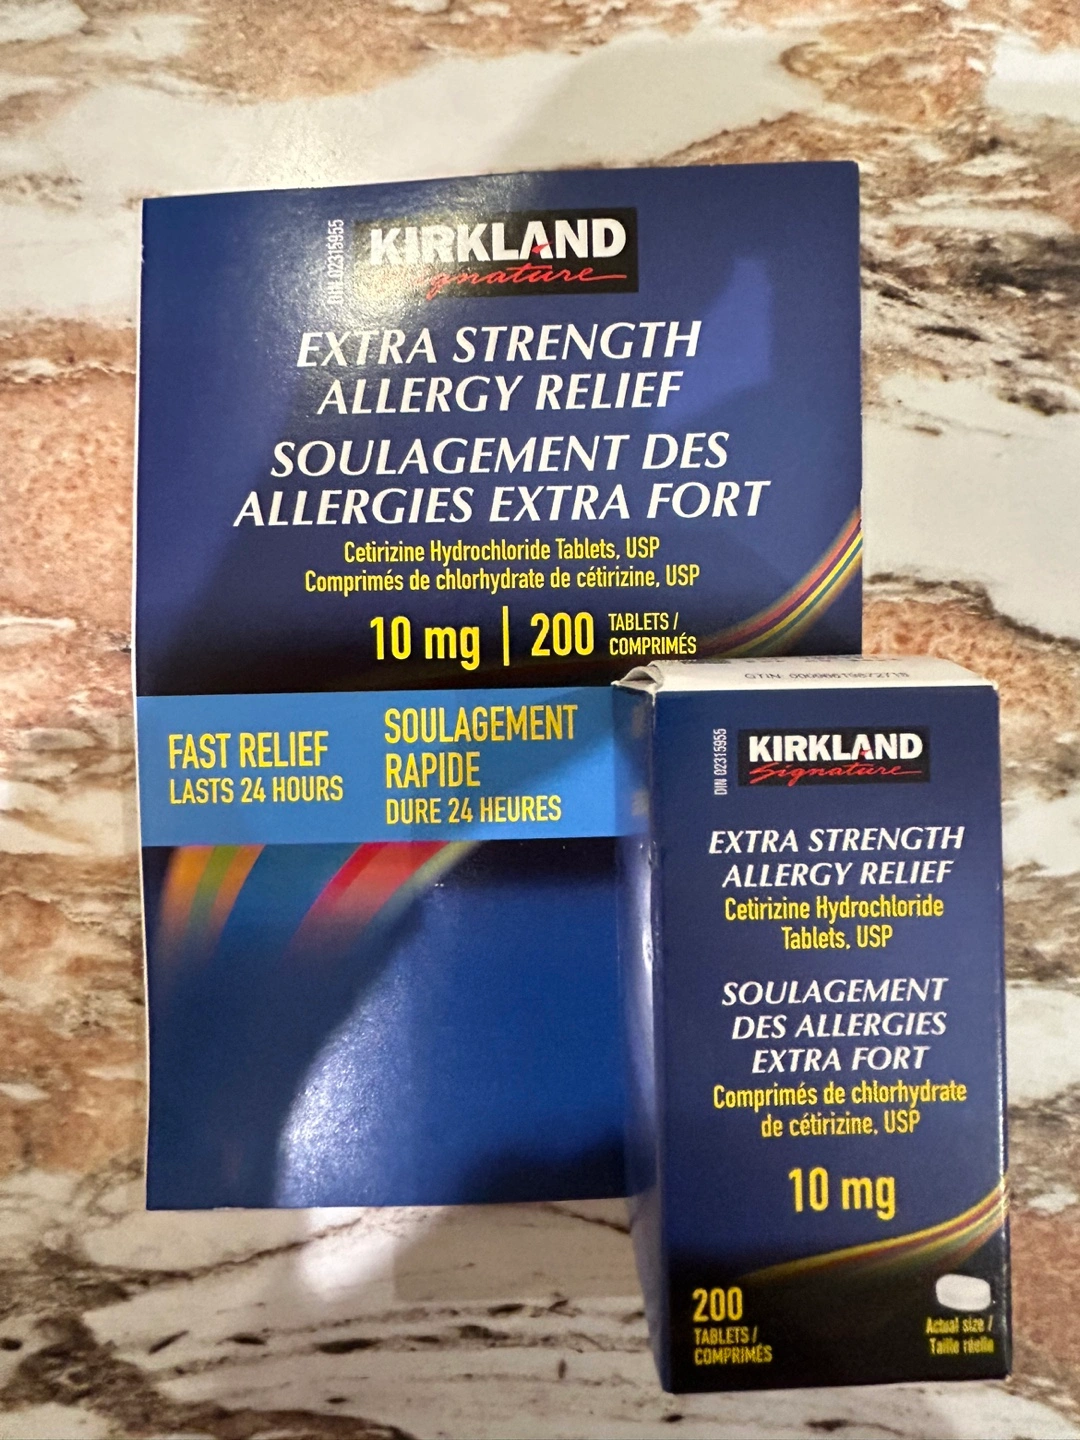 DIN 02315955
KIRKLAND
Signature
EXTRA STRENGTH
ALLERGY RELIEF
SOULAGEMENT DES
ALLERGIES EXTRA FORT
Cetirizine Hydrochloride Tablets, USP
Comprimés de chlorhydrate de cétirizine, USP
10 mg | 200 TABLETS /
COMPRIMÉS
FAST RELIEF
LASTS 24 HOURS
SOULAGEMENT
RAPIDE
DURE 24 HEURES
GTIN:
DIN 02315955
KIRKLAND
Signature
EXTRA STRENGTH
ALLERGY RELIEF
Cetirizine Hydrochloride
Tablets, USP
SOULAGEMENT
DES ALLERGIES
EXTRA FORT
Comprimés de chlorhydrate
de cétirizine, USP
10 mg
200
TABLETS /
COMPRIMÉS
Actual size /
Taille réelle